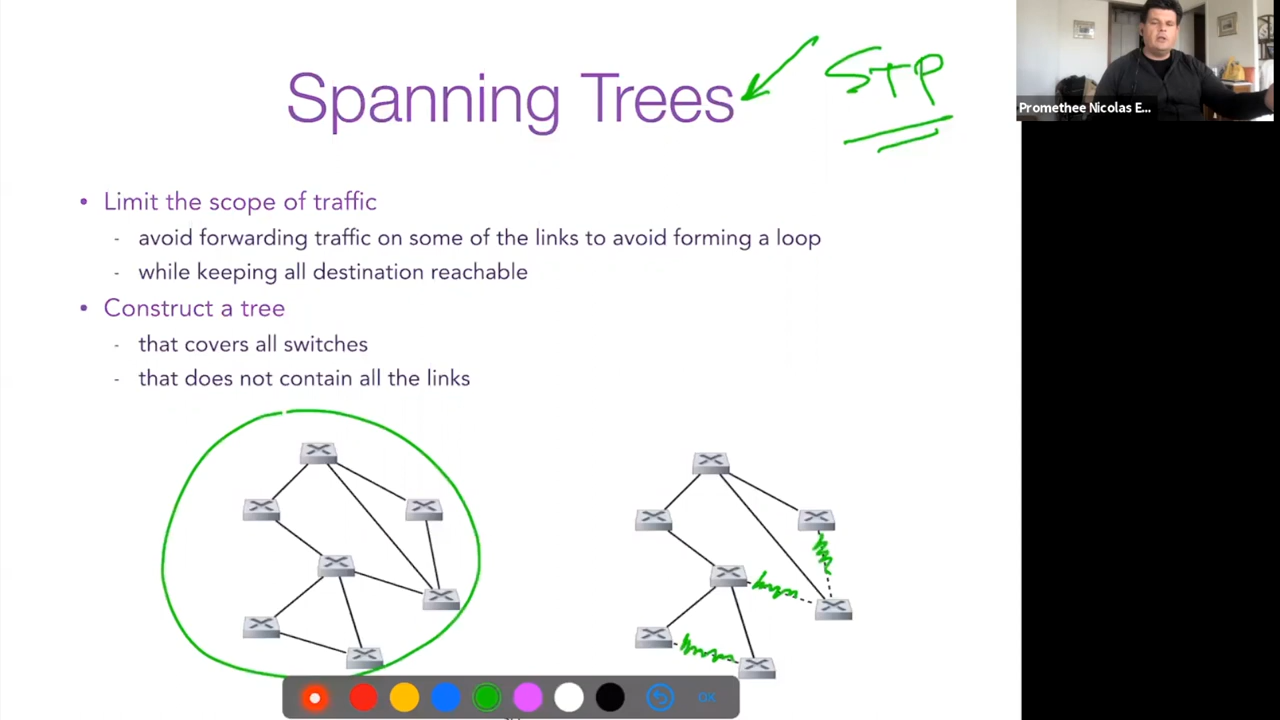 Spanning Trees
STP
Promethee Nicolas E...
• Limit the scope of traffic
- avoid forwarding traffic on some of the links to avoid forming a loop
- while keeping all destination reachable
• Construct a tree
- that covers all switches
- that does not contain all the links
OK